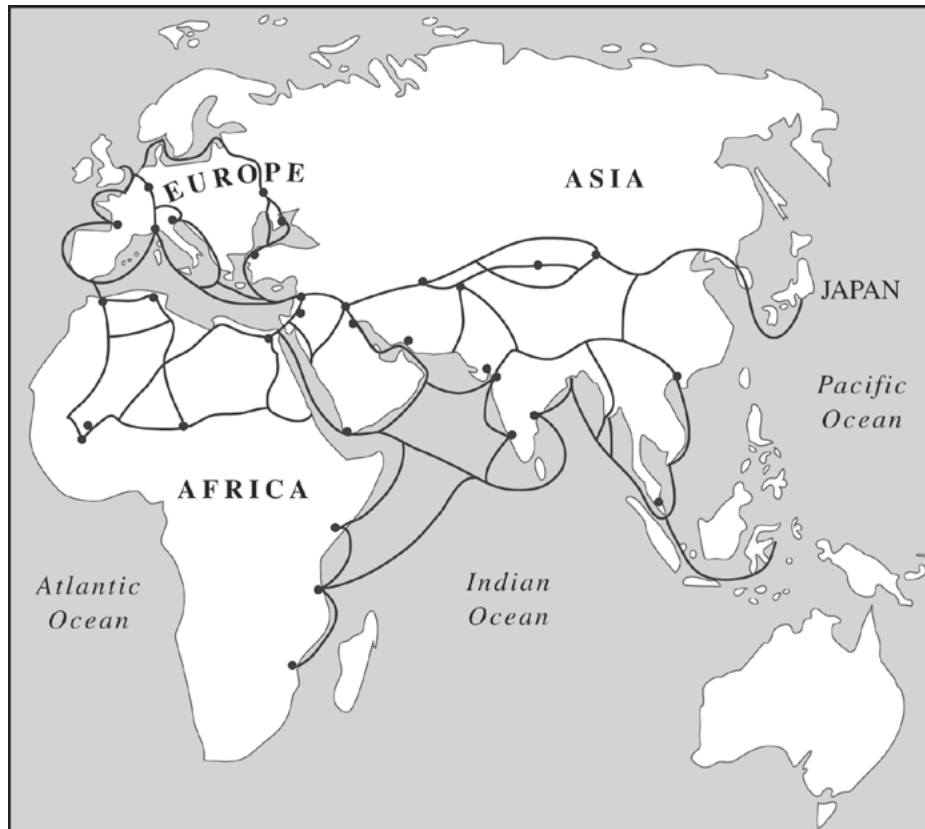 EUROPE
ASIA
JAPAN
Pacific
Ocean
AFRICA
Atlantic
Ocean
Indian
Ocean